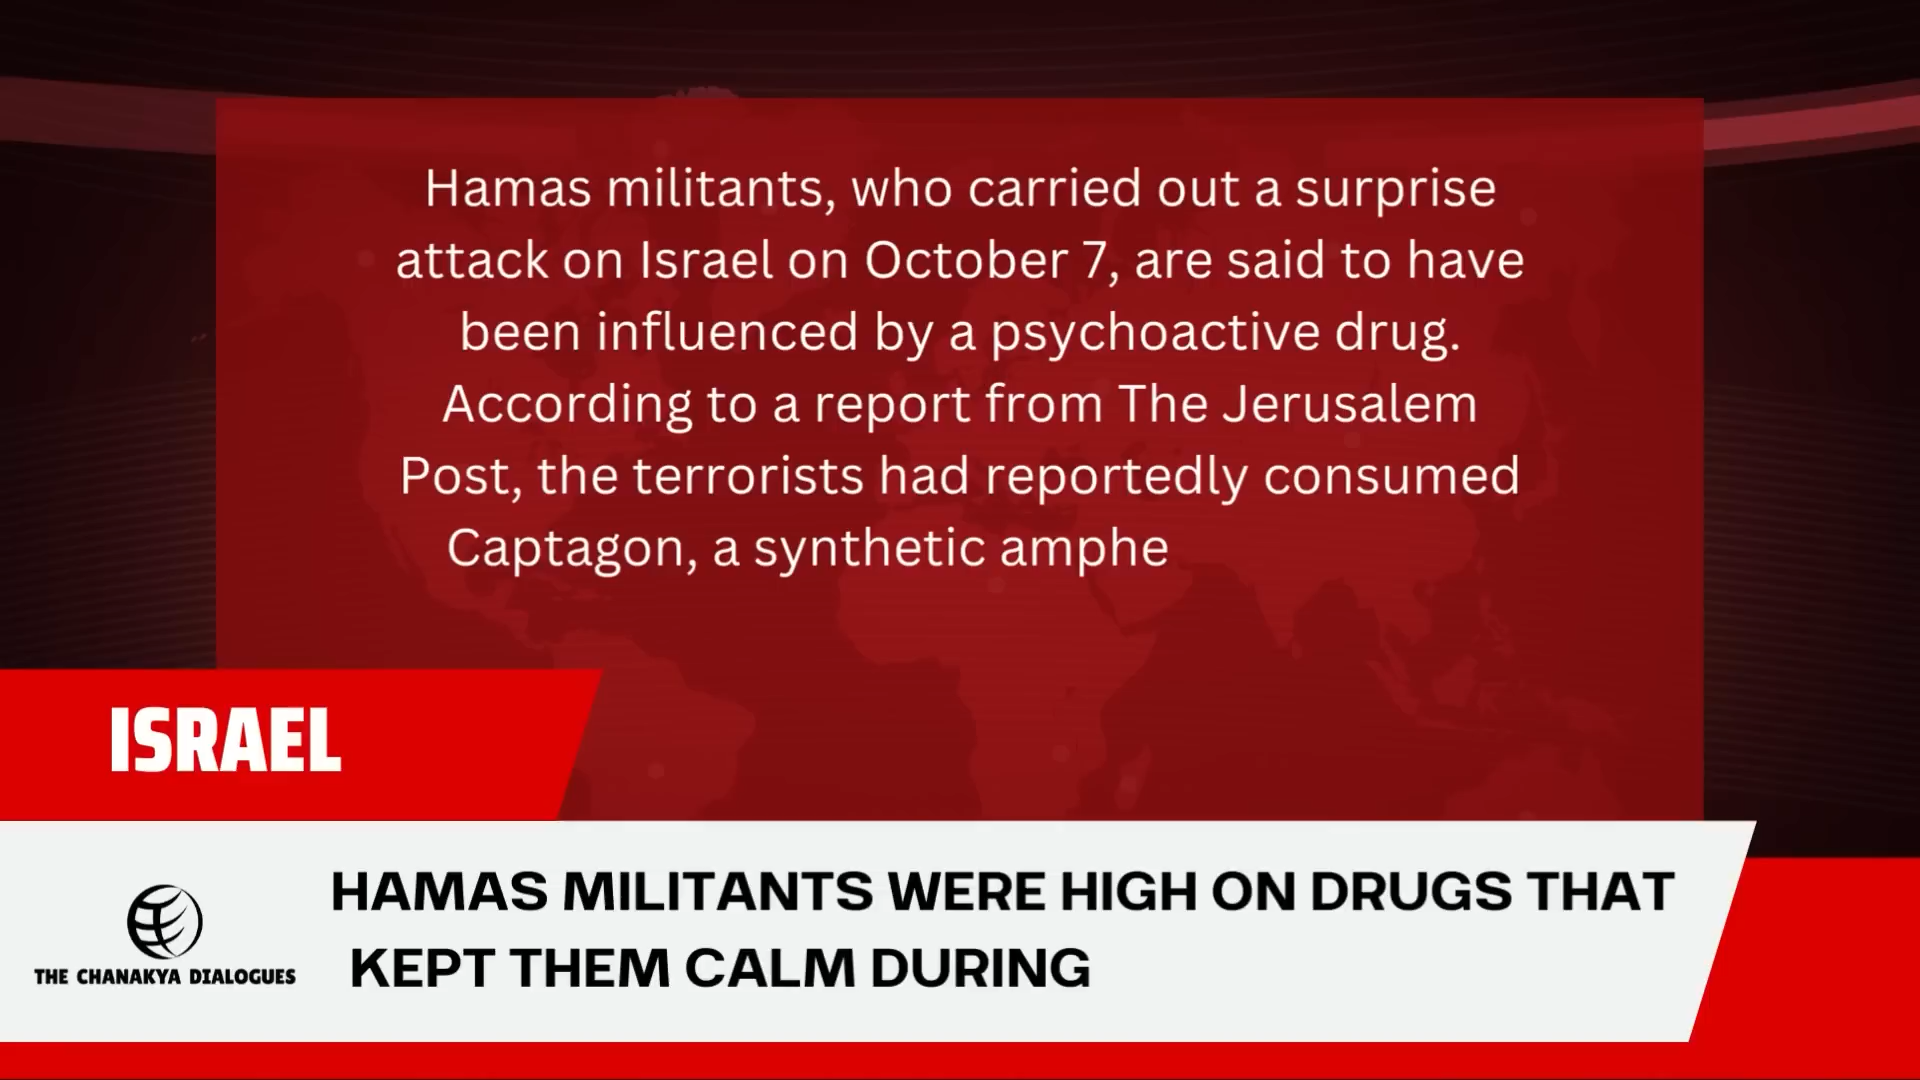 Hamas militants, who carried out a surprise
attack on Israel on October 7, are said to have
been influenced by a psychoactive drug.
According to a report from The Jerusalem
Post, the terrorists had reportedly consumed
Captagon, a synthetic amphe
ISRAEL
HAMAS MILITANTS WERE HIGH ON DRUGS THAT
KEPT THEM CALM DURING
THE CHANAKYA DIALOGUES